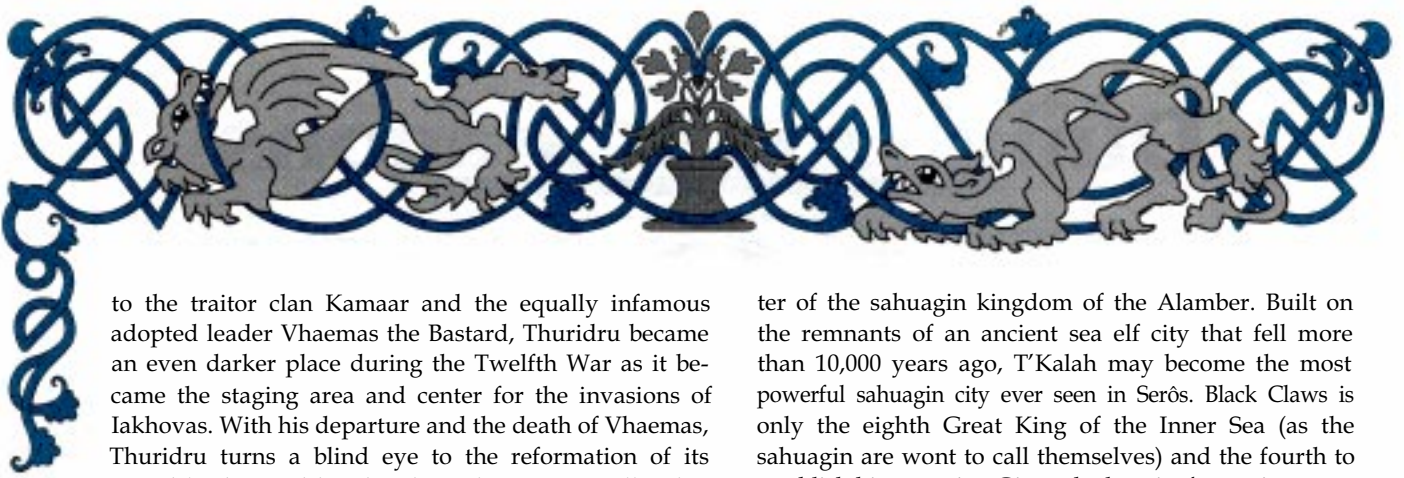 to the traitor clan Kamaar and the equally infamous
adopted leader Vhaemas the Bastard, Thuridru became
an even darker place during the Twelfth War as it be-
came the staging area and center for the invasions of
Iakhovas. With his departure and the death of Vhaemas,
Thuridru turns a blind eye to the reformation of its
ter of the sahuagin kingdom of the Alamber. Built on
the remnants of an ancient sea elf city that fell more
than 10,000 years ago, T'Kalah may become the most
powerful sahuagin city ever seen in Serôs. Black Claws is
only the eighth Great King of the Inner Sea (as the
sahuagin are wont to call themselves) and the fourth to